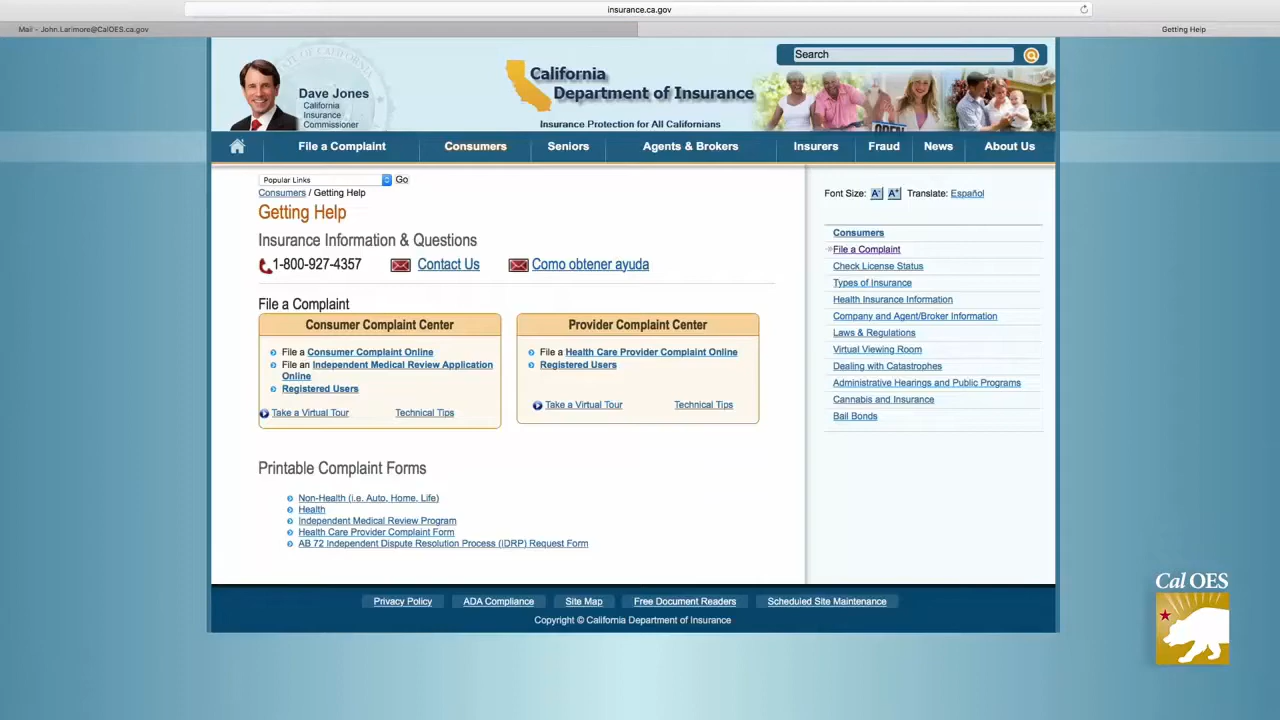 insurance.ca.gov
Mail - John.Larimore@CalOES.ca.gov
Getting Help
Dave Jones
California
Insurance
Commissioner
California
Department of Insurance
Insurance Protection for All Californians
Search
OPEN
File a Complaint
Consumers
Seniors
Agents & Brokers
Insurers
Fraud
News
About Us
Popular Links
Go
Consumers / Getting Help
Getting Help
Insurance Information & Questions
1-800-927-4357
Contact Us
Como obtener ayuda
File a Complaint
Consumer Complaint Center
File a Consumer Complaint Online
File an Independent Medical Review Application
Online
Registered Users
Take a Virtual Tour
Technical Tips
Provider Complaint Center
File a Health Care Provider Complaint Online
Registered Users
Take a Virtual Tour
Technical Tips
Printable Complaint Forms
Non-Health (i.e. Auto, Home, Life)
Health
Independent Medical Review Program
Health Care Provider Complaint Form
AB 72 Independent Dispute Resolution Process (IDRP) Request Form
Font Size: A- A+ Translate: Español
Consumers
File a Complaint
Check License Status
Types of Insurance
Health Insurance Information
Company and Agent/Broker Information
Laws & Regulations
Virtual Viewing Room
Dealing with Catastrophes
Administrative Hearings and Public Programs
Cannabis and Insurance
Bail Bonds
Privacy Policy
ADA Compliance
Site Map
Free Document Readers
Scheduled Site Maintenance
Copyright © California Department of Insurance
Cal OES